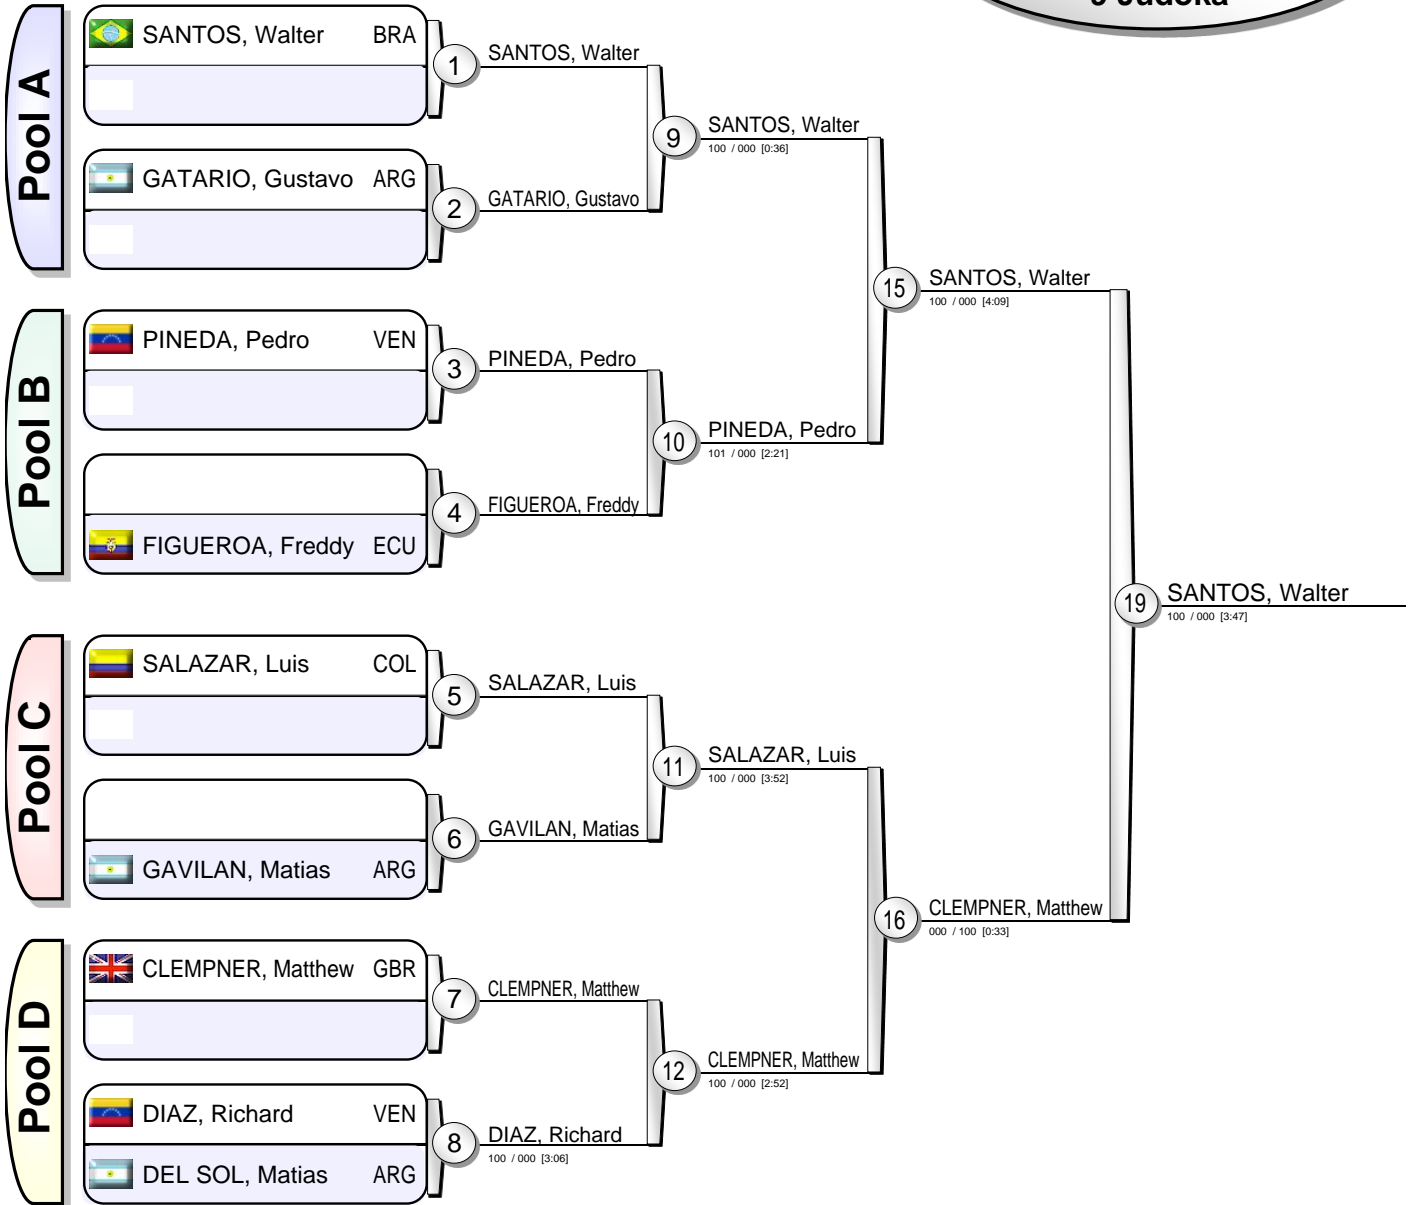 9 Judoka
Pool A
SANTOS, Walter BRA
1
SANTOS, Walter
GATARIO, Gustavo ARG
2
GATARIO, Gustavo
9
SANTOS, Walter
100 / 000 [0:36]
Pool B
PINEDA, Pedro VEN
3
PINEDA, Pedro
FIGUEROA, Freddy ECU
4
FIGUEROA, Freddy
10
PINEDA, Pedro
101 / 000 [2:21]
15
SANTOS, Walter
100 / 000 [4:09]
Pool C
SALAZAR, Luis COL
5
SALAZAR, Luis
GAVILAN, Matias ARG
6
GAVILAN, Matias
11
SALAZAR, Luis
100 / 000 [3:52]
Pool D
CLEMPNER, Matthew GBR
7
CLEMPNER, Matthew
DIAZ, Richard VEN
DEL SOL, Matias ARG
8
DIAZ, Richard
100 / 000 [3:06]
12
CLEMPNER, Matthew
100 / 000 [2:52]
16
CLEMPNER, Matthew
000 / 100 [0:33]
19
SANTOS, Walter
100 / 000 [3:47]